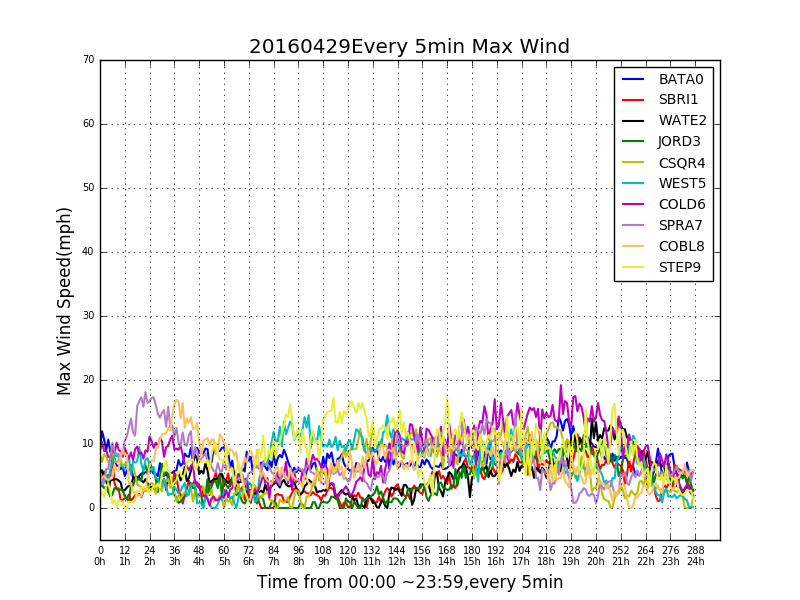 20160429Every 5min Max Wind
70
60
50
40
30
20
10
0
Max Wind Speed(mph)
BATA0
SBRI1
WATE2
JORD3
CSQR4
WEST5
COLD6
SPRA7
COBL8
STEP9
0 12 24 36 48 60 72 84 96 108 120 132 144 156 168 180 192 204 216 228 240 252 264 276 288
0h 1h 2h 3h 4h 5h 6h 7h 8h 9h 10h 11h 12h 13h 14h 15h 16h 17h 18h 19h 20h 21h 22h 23h 24h
Time from 00:00 ~23:59,every 5min